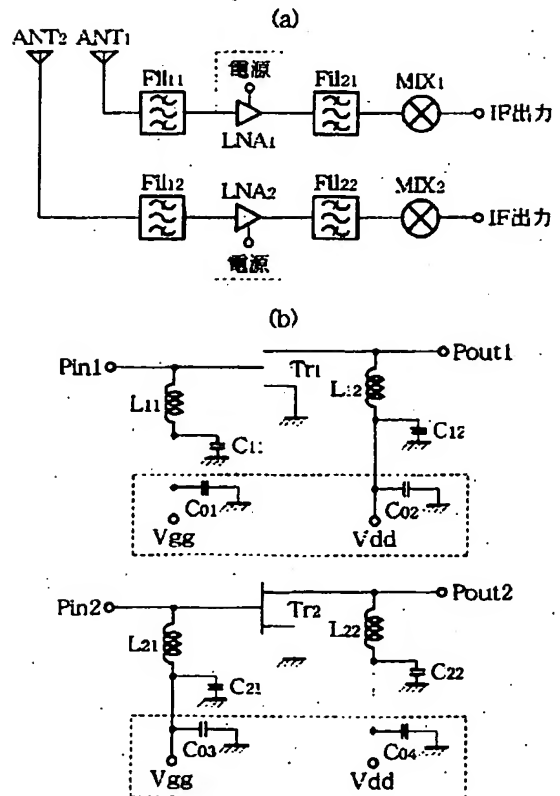 (a)
ANT2 ANT1
電源
Fil11 Fil21 MIX1
LNA1 IF出力
Fil12 LNA2 Fil22 MIX2
IF出力
電源
(b)
Pin1 Tr1 Pout1
L11 L12
C11 C12
C01 C02
Vgg Vdd
Pin2 Tr2 Pout2
L21 L22
C21 C22
C03 C04
Vgg Vdd